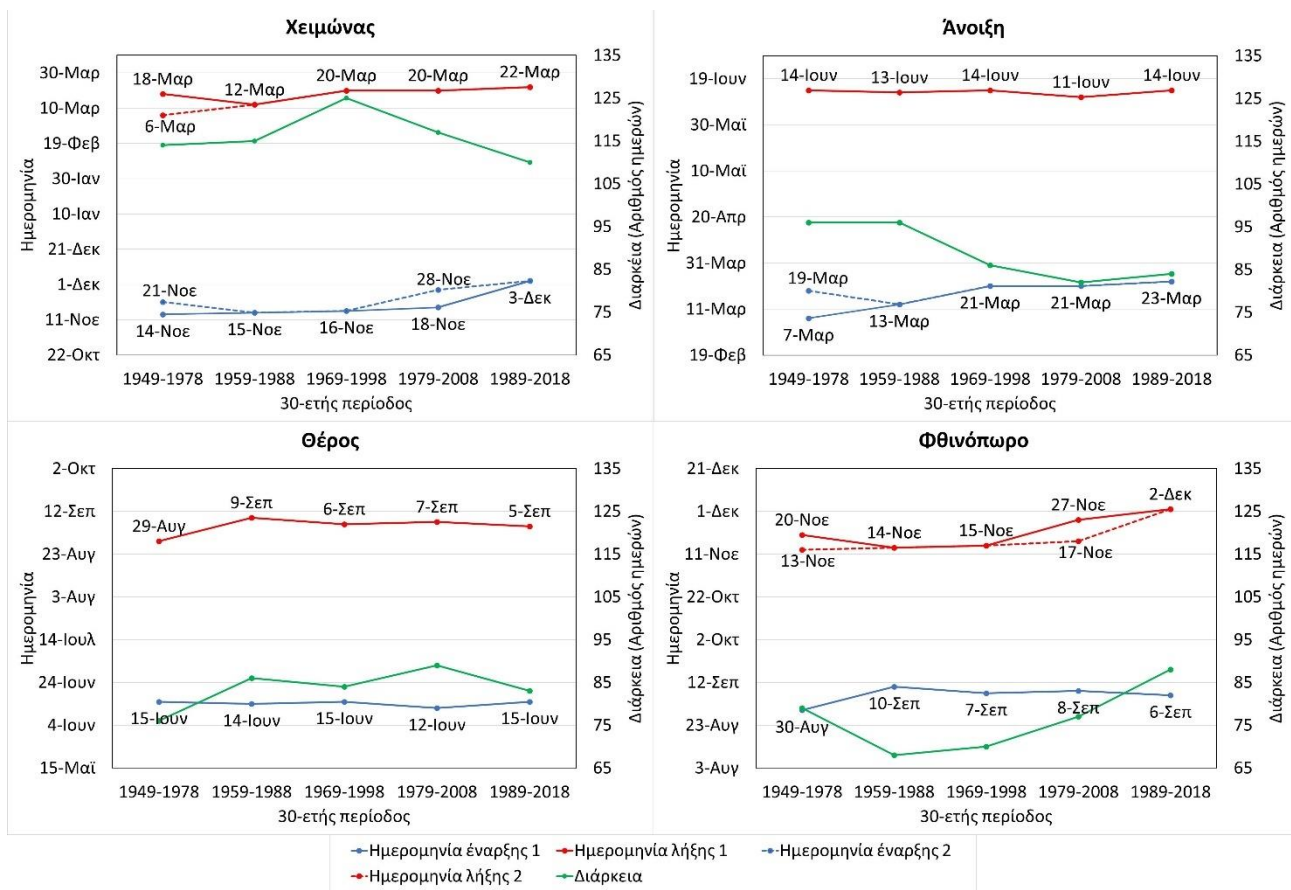 Χειμώνας
Ημερομηνία
30-Μαρ
10-Μαρ
19-Φεβ
30-Ιαν
10-Ιαν
21-Δεκ
1-Δεκ
11-Νοε
22-Οκτ
18-Μαρ
12-Μαρ
20-Μαρ
20-Μαρ
22-Μαρ
6-Μαρ
21-Νοε
28-Νοε
14-Νοε
15-Νοε
16-Νοε
18-Νοε
3-Δεκ
135
125
115
105
95
85
75
65
Διαρκεια (Αριθμός ημερών)
1949-1978 1959-1988 1969-1998 1979-2008 1989-2018
30-ετής περίοδος
Άνοιξη
Ημερομηνία
19-Ιουν
30-Μαϊ
10-Μαϊ
20-Απρ
31-Μαρ
11-Μαρ
19-Φεβ
14-Ιουν
13-Ιουν
14-Ιουν
11-Ιουν
14-Ιουν
19-Μαρ
7-Μαρ
13-Μαρ
21-Μαρ
21-Μαρ
23-Μαρ
135
125
115
105
95
85
75
65
Διάρκεια (Αριθμός ημερών)
1949-1978 1959-1988 1969-1998 1979-2008 1989-2018
30-ετής περίοδος
Θέρος
Ημερομηνία
2-Οκτ
12-Σεπ
23-Αυγ
3-Αυγ
14-Ιουλ
24-Ιουν
4-Ιουν
15-Μαϊ
29-Αυγ
9-Σεπ
6-Σεπ
7-Σεπ
5-Σεπ
15-Ιουν
14-Ιουν
15-Ιουν
12-Ιουν
15-Ιουν
135
125
115
105
95
85
75
65
Διάρκεια (Αριθμός ημερών)
1949-1978 1959-1988 1969-1998 1979-2008 1989-2018
30-ετής περίοδος
Φθινόπωρο
Ημερομηνία
21-Δεκ
1-Δεκ
11-Νοε
22-Οκτ
2-Οκτ
12-Σεπ
23-Αυγ
3-Αυγ
20-Νοε
14-Νοε
15-Νοε
27-Νοε
2-Δεκ
13-Νοε
17-Νοε
30-Αυγ
10-Σεπ
7-Σεπ
8-Σεπ
6-Σεπ
135
125
115
105
95
85
75
65
Διάρκεια (Αριθμός ημερών)
1949-1978 1959-1988 1969-1998 1979-2008 1989-2018
30-ετής περίοδος
Ημερομηνία έναρξης 1 Ημερομηνία λήξης 1 Ημερομηνία έναρξης 2
Ημερομηνία λήξης 2 Διάρκεια